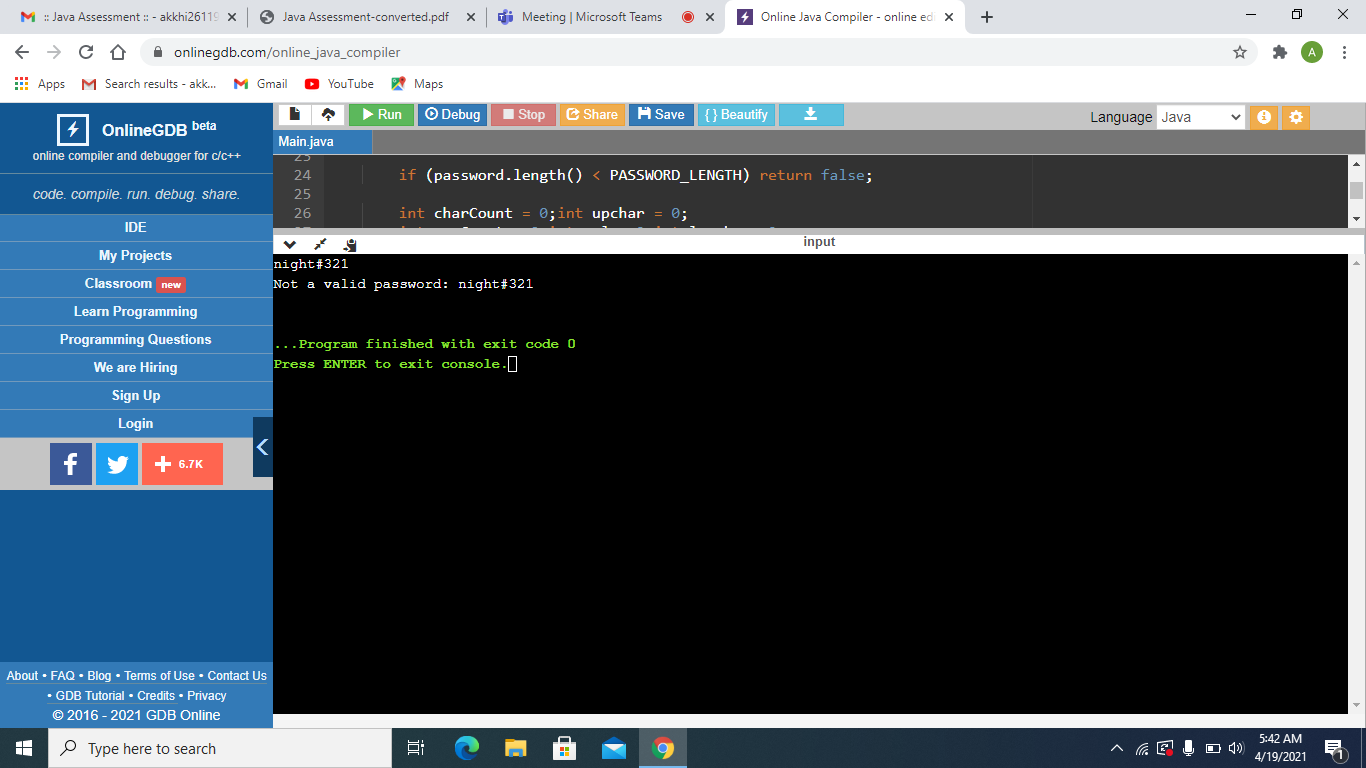 :: Java Assessment :: - akkhi26119
Java Assessment-converted.pdf
Meeting | Microsoft Teams
Online Java Compiler - online edi
onlinegdb.com/online_java_compiler
A
Apps
Search results - akk...
Gmail
YouTube
Maps
OnlineGDB beta
online compiler and debugger for c/c++
code. compile. run. debug. share.
IDE
My Projects
Classroom new
Learn Programming
Programming Questions
We are Hiring
Sign Up
Login
f
6.7K
About • FAQ • Blog • Terms of Use • Contact Us
• GDB Tutorial • Credits • Privacy
© 2016 - 2021 GDB Online
Run
Debug
Stop
Share
Save
{ } Beautify
Language Java
Main.java
23
24 if (password.length() < PASSWORD_LENGTH) return false;
25
26 int charCount = 0;int upchar = 0;
input
night#321
Not a valid password: night#321
...Program finished with exit code 0
Press ENTER to exit console.
Type here to search
5:42 AM
4/19/2021
1